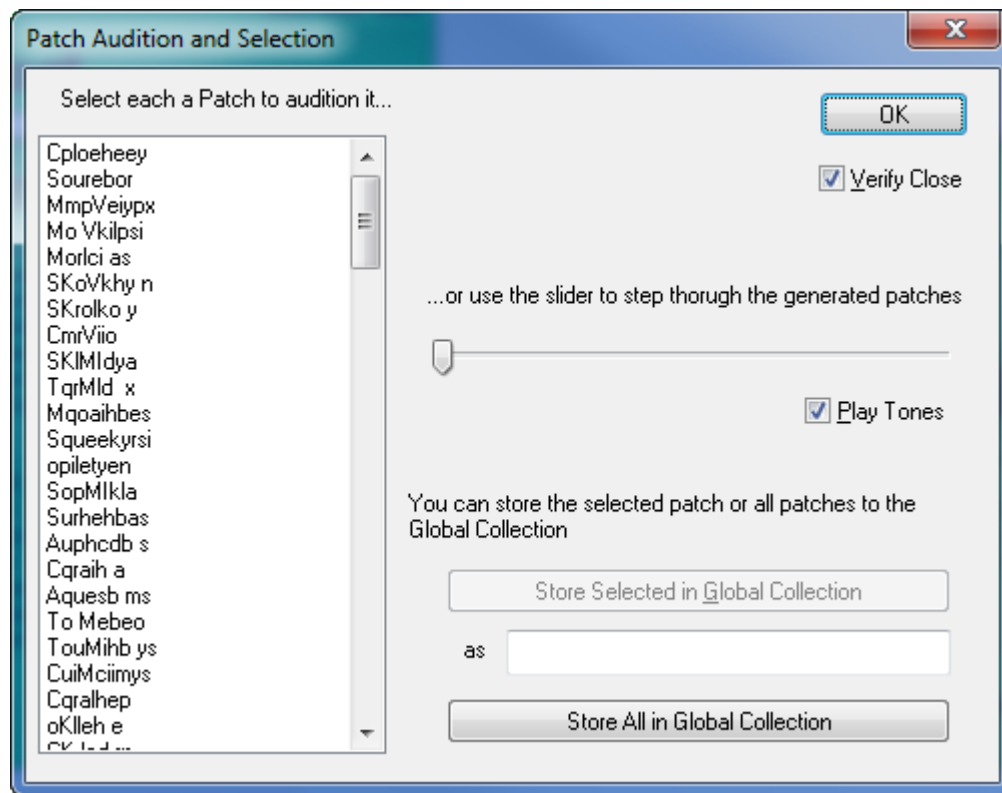 Patch Audition and Selection
Select each a Patch to audition it...
OK
Verify Close
Cploeheey
Sourebor
MmpVeiypx
Mo Vkilpsi
Morlci as
SKoVkhy n
SKrolko y
CmrViio
SKlMIdya
TqrMId  x
Mqoaihbes
Squeekyrsi
opiletyen
SopMIkla
Surhehbas
Auphcdb s
Cqraih a
Aquesb ms
To Mebeo
TouMihb ys
CuiMciimys
Cqralhep
oKlleh e
...or use the slider to step thorugh the generated patches
Play Tones
You can store the selected patch or all patches to the
Global Collection
Store Selected in Global Collection
as
Store All in Global Collection